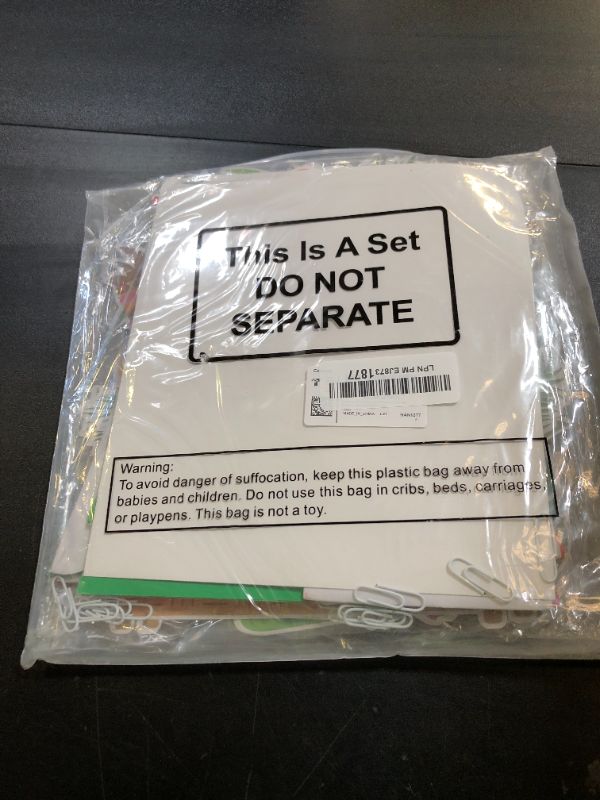 This Is A Set
DO NOT
SEPARATE
LPN PM EJ8731877
Warning:
To avoid danger of suffocation, keep this plastic bag away from
babies and children. Do not use this bag in cribs, beds, carriages,
or playpens. This bag is not a toy.